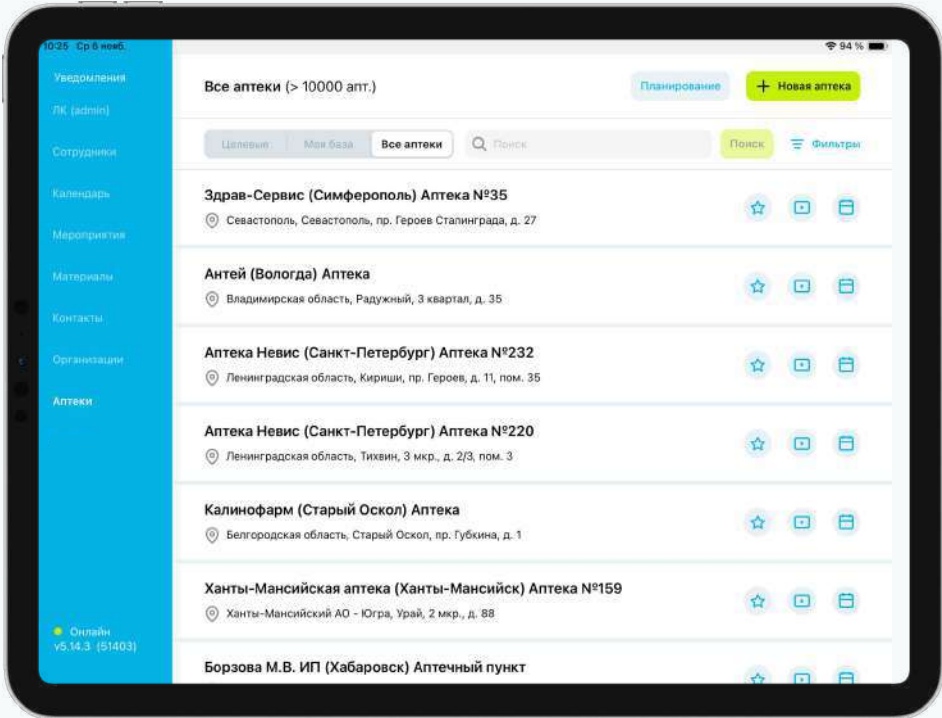 10:25 Ср 6 нояб.
94 %
Уведомления
ЛК (admin)
Сотрудники
Календарь
Мероприятия
Материалы
Контакты
Организации
Аптеки
Онлайн
v5.14.3 (51403)
Все аптеки (> 10000 апт.)
Планирование
+ Новая аптека
Целевые
Моя база
Все аптеки
Поиск
Поиск
Фильтры
Здрав-Сервис (Симферополь) Аптека №35
Севастополь, Севастополь, пр. Героев Сталинграда, д. 27
Антей (Вологда) Аптека
Владимирская область, Радужный, 3 квартал, д. 35
Аптека Невис (Санкт-Петербург) Аптека №232
Ленинградская область, Кириши, пр. Героев, д. 11, пом. 35
Аптека Невис (Санкт-Петербург) Аптека №220
Ленинградская область, Тихвин, 3 мкр., д. 2/3, пом. 3
Калинофарм (Старый Оскол) Аптека
Белгородская область, Старый Оскол, пр. Губкина, д. 1
Ханты-Мансийская аптека (Ханты-Мансийск) Аптека №159
Ханты-Мансийский АО - Югра, Урай, 2 мкр., д. 88
Борзова М.В. ИП (Хабаровск) Аптечный пункт